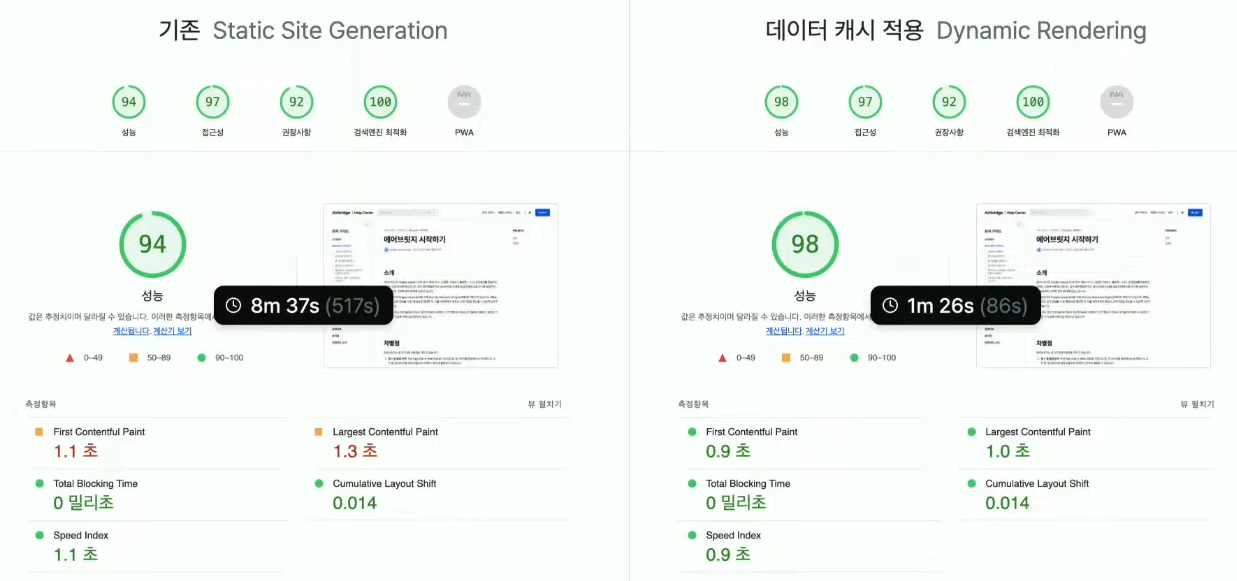 기존 Static Site Generation
94
97
92
100
PWA
성능
접근성
권장사항
검색엔진 최적화
PWA
94
성능
값은 추정치이며 달라질 수 있습니다. 이러한 측정항목에서
계산됩니다. 계산기 보기
0–49
50–89
90–100
에어브릿지 시작하기
소개
차별점
8m 37s (517s)
측정항목
뷰 펼치기
First Contentful Paint
1.1 초
Largest Contentful Paint
1.3 초
Total Blocking Time
0 밀리초
Cumulative Layout Shift
0.014
Speed Index
1.1 초
데이터 캐시 적용 Dynamic Rendering
98
97
92
100
PWA
성능
접근성
권장사항
검색엔진 최적화
PWA
98
성능
값은 추정치이며 달라질 수 있습니다. 이러한 측정항목에서
계산됩니다. 계산기 보기
0–49
50–89
90–100
에어브릿지 시작하기
소개
차별점
1m 26s (86s)
측정항목
뷰 펼치기
First Contentful Paint
0.9 초
Largest Contentful Paint
1.0 초
Total Blocking Time
0 밀리초
Cumulative Layout Shift
0.014
Speed Index
0.9 초